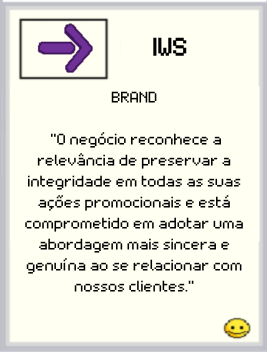 IWS
BRAND
"O negócio reconhece a
relevância de preservar a
integridade em todas as suas
ações promocionais e está
comprometido em adotar uma
abordagem mais sincera e
genuína ao se relacionar com
nossos clientes."